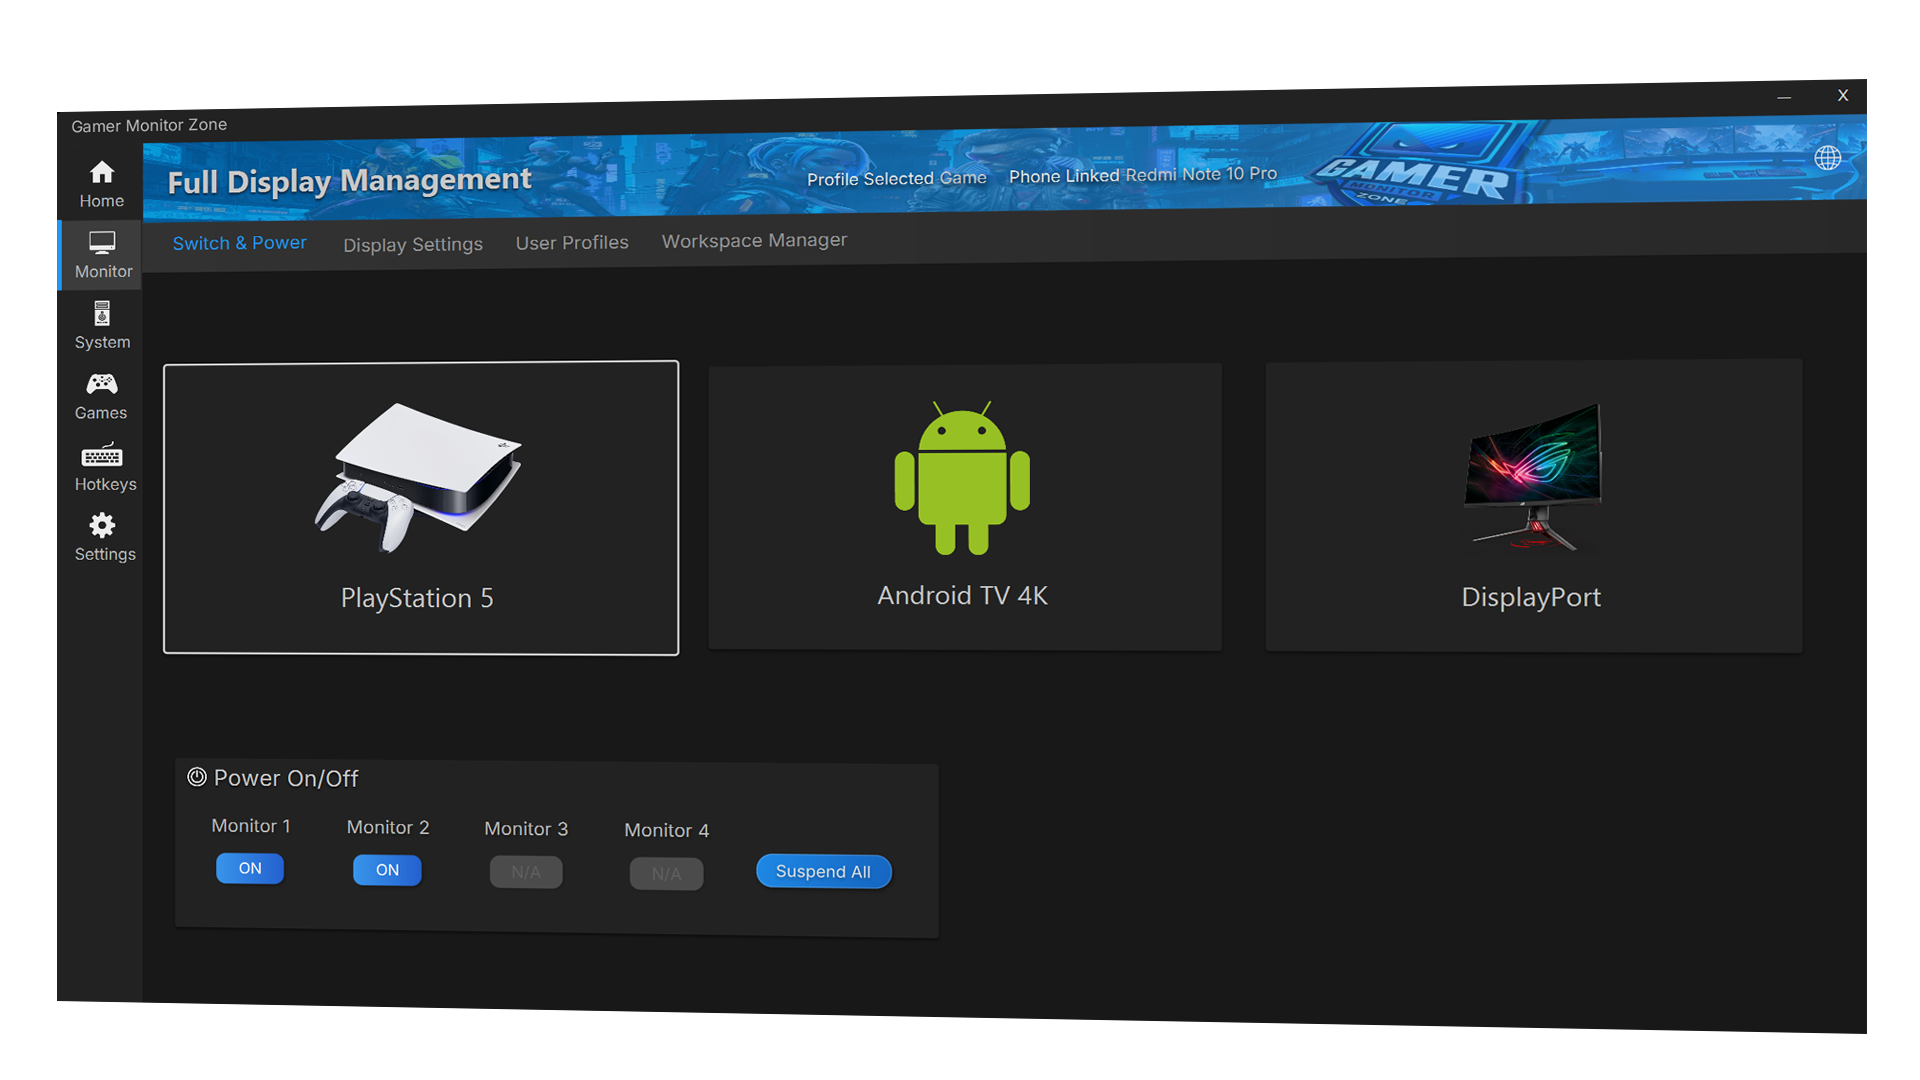 Gamer Monitor Zone
X
Home
Monitor
System
Games
Hotkeys
Settings
Full Display Management
Profile Selected Game
Phone Linked Redmi Note 10 Pro
GAMER
MONITOR
ZONE
Switch & Power
Display Settings
User Profiles
Workspace Manager
PlayStation 5
Android TV 4K
DisplayPort
Power On/Off
Monitor 1
Monitor 2
Monitor 3
Monitor 4
ON
ON
N/A
N/A
Suspend All